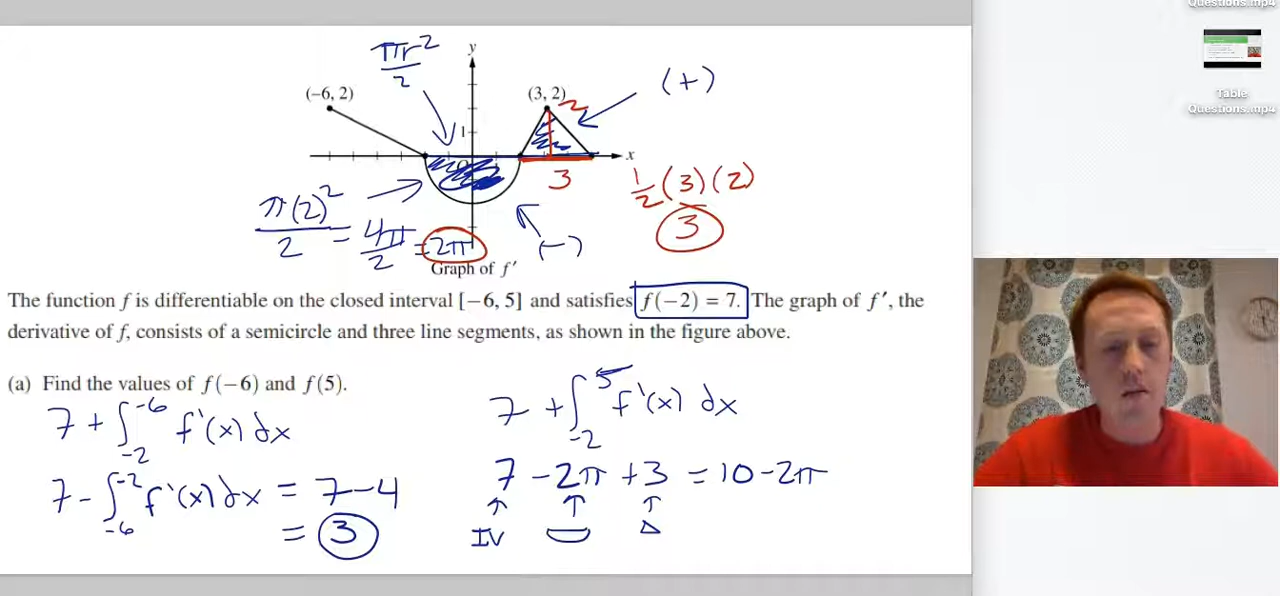 Questions.mp4
Table
Questions.mp4
πr²/2
y
(−6, 2)
(3, 2)
2
(+)
1
O
x
3
½(3)(2)
3
π(2)²/2 = 4π/2 = 2π
(−)
Graph of f′
The function f is differentiable on the closed interval [−6, 5] and satisfies f(−2) = 7. The graph of f′, the
derivative of f, consists of a semicircle and three line segments, as shown in the figure above.
(a) Find the values of f(−6) and f(5).
7 + ∫₋₂⁻⁶ f'(x) dx
7 − ∫₋₆⁻² f'(x) dx = 7−4
= 3
7 + ∫₋₂⁵ f'(x) dx
7 − 2π + 3 = 10 − 2π
IV